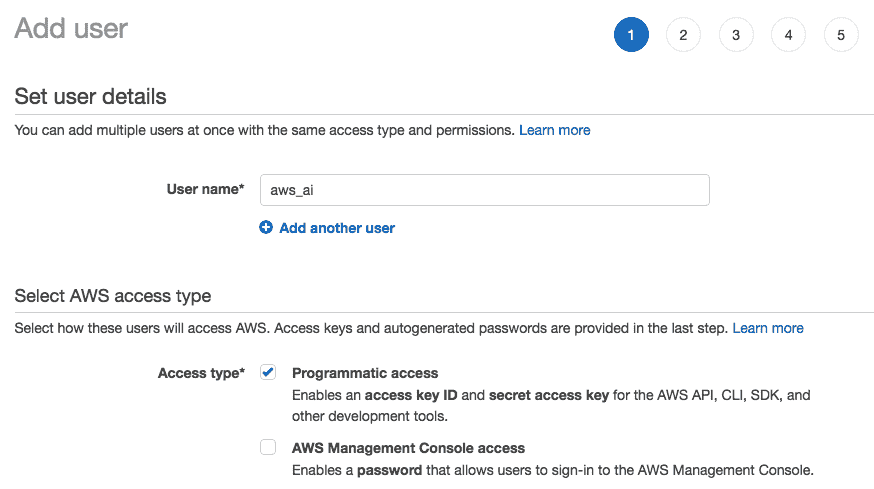 Add user
1 2 3 4 5
Set user details
You can add multiple users at once with the same access type and permissions. Learn more
User name* aws_ai
Add another user
Select AWS access type
Select how these users will access AWS. Access keys and autogenerated passwords are provided in the last step. Learn more
Access type* Programmatic access
Enables an access key ID and secret access key for the AWS API, CLI, SDK, and
other development tools.
AWS Management Console access
Enables a password that allows users to sign-in to the AWS Management Console.